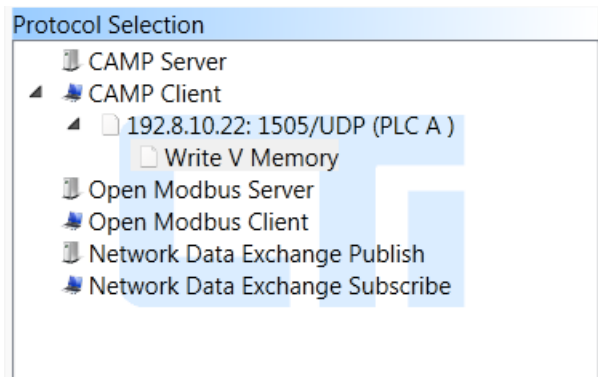 Protocol Selection
CAMP Server
CAMP Client
192.8.10.22: 1505/UDP (PLC A )
Write V Memory
Open Modbus Server
Open Modbus Client
Network Data Exchange Publish
Network Data Exchange Subscribe